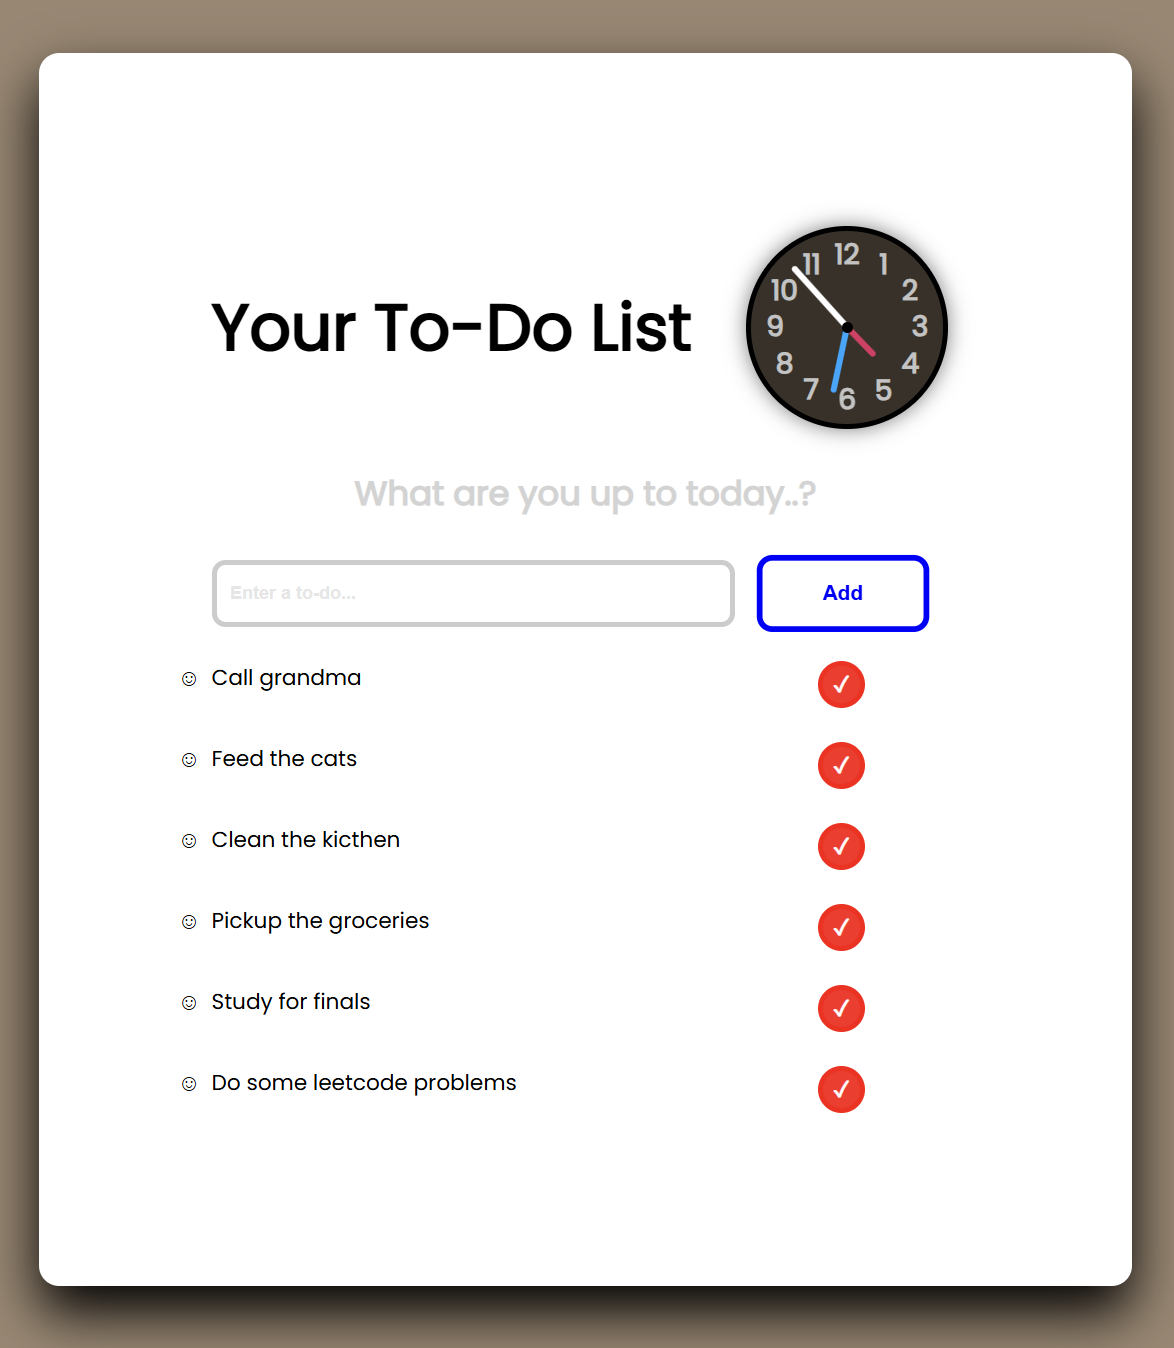 Your To-Do List
12
11 1
10 2
9 3
8 4
7 5
6
What are you up to today..?
Enter a to-do...
Add
☺ Call grandma ✓
☺ Feed the cats ✓
☺ Clean the kicthen ✓
☺ Pickup the groceries ✓
☺ Study for finals ✓
☺ Do some leetcode problems ✓